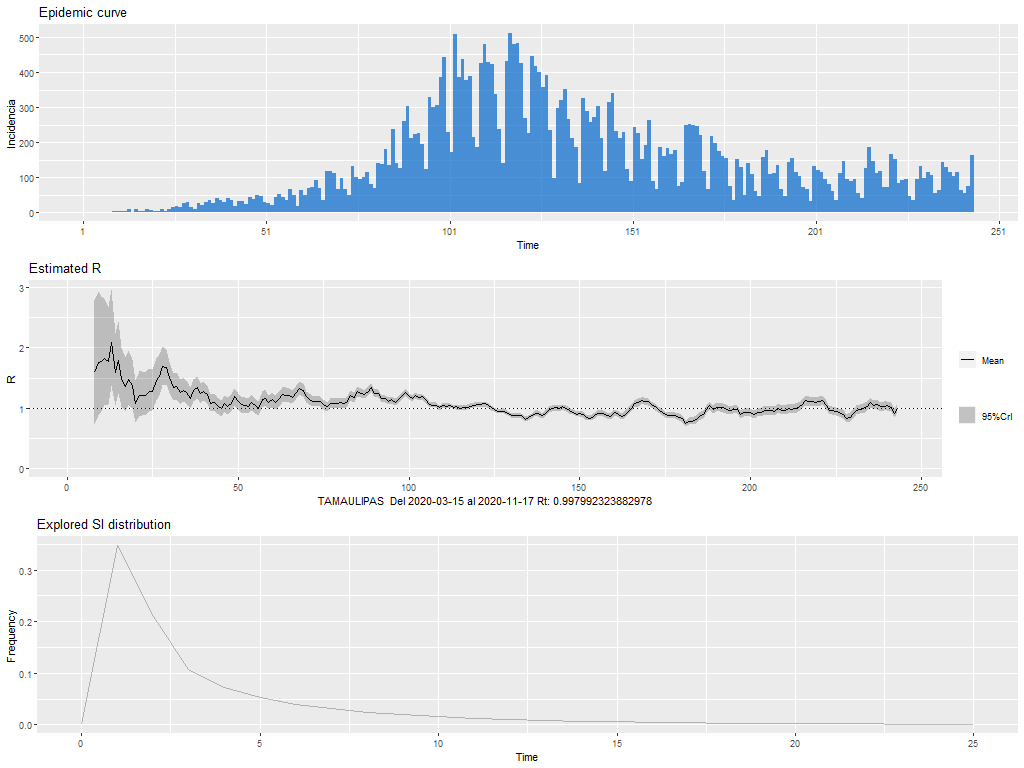 Epidemic curve
500
400
300
200
100
0
Incidencia
1 51 101 151 201 251
Time
Estimated R
3
2
1
0
R
Mean
95%CrI
0 50 100 150 200 250
TAMAULIPAS Del 2020-03-15 al 2020-11-17 Rt: 0.997992323882978
Explored SI distribution
0.3
0.2
0.1
0.0
Frequency
0 5 10 15 20 25
Time